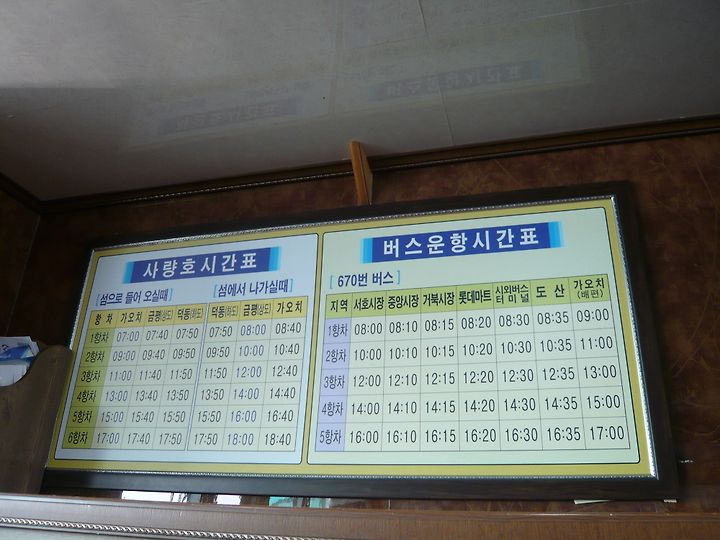 사량호시간표
[섬으로 들어 오실때] [섬에서 나가실때]
항차 가오치 금평(상도) 덕동(하도) 덕동(하도) 금평(상도) 가오치
1항차 07:00 07:40 07:50 07:50 08:00 08:40
2항차 09:00 09:40 09:50 09:50 10:00 10:40
3항차 11:00 11:40 11:50 11:50 12:00 12:40
4항차 13:00 13:40 13:50 13:50 14:00 14:40
5항차 15:00 15:40 15:50 15:50 16:00 16:40
6항차 17:00 17:40 17:50 17:50 18:00 18:40
버스운항시간표
[ 670번 버스 ]
지역 서호시장 중앙시장 거북시장 롯데마트 시외버스터미널 도산 가오치(배편)
1항차 08:00 08:10 08:15 08:20 08:30 08:35 09:00
2항차 10:00 10:10 10:15 10:20 10:30 10:35 11:00
3항차 12:00 12:10 12:15 12:20 12:30 12:35 13:00
4항차 14:00 14:10 14:15 14:20 14:30 14:35 15:00
5항차 16:00 16:10 16:15 16:20 16:30 16:35 17:00